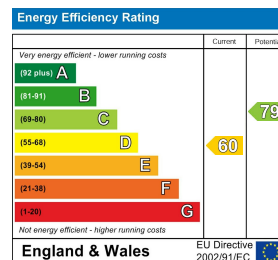 Energy Efficiency Rating
Current
Very energy efficient - lower running costs
(92 plus) A
(81-91) B
(69-80) C
79
(55-68) D
60
(39-54) E
(21-38) F
(1-20) G
Not energy efficient - higher running costs
England & Wales
EU Directive
2002/91/EC